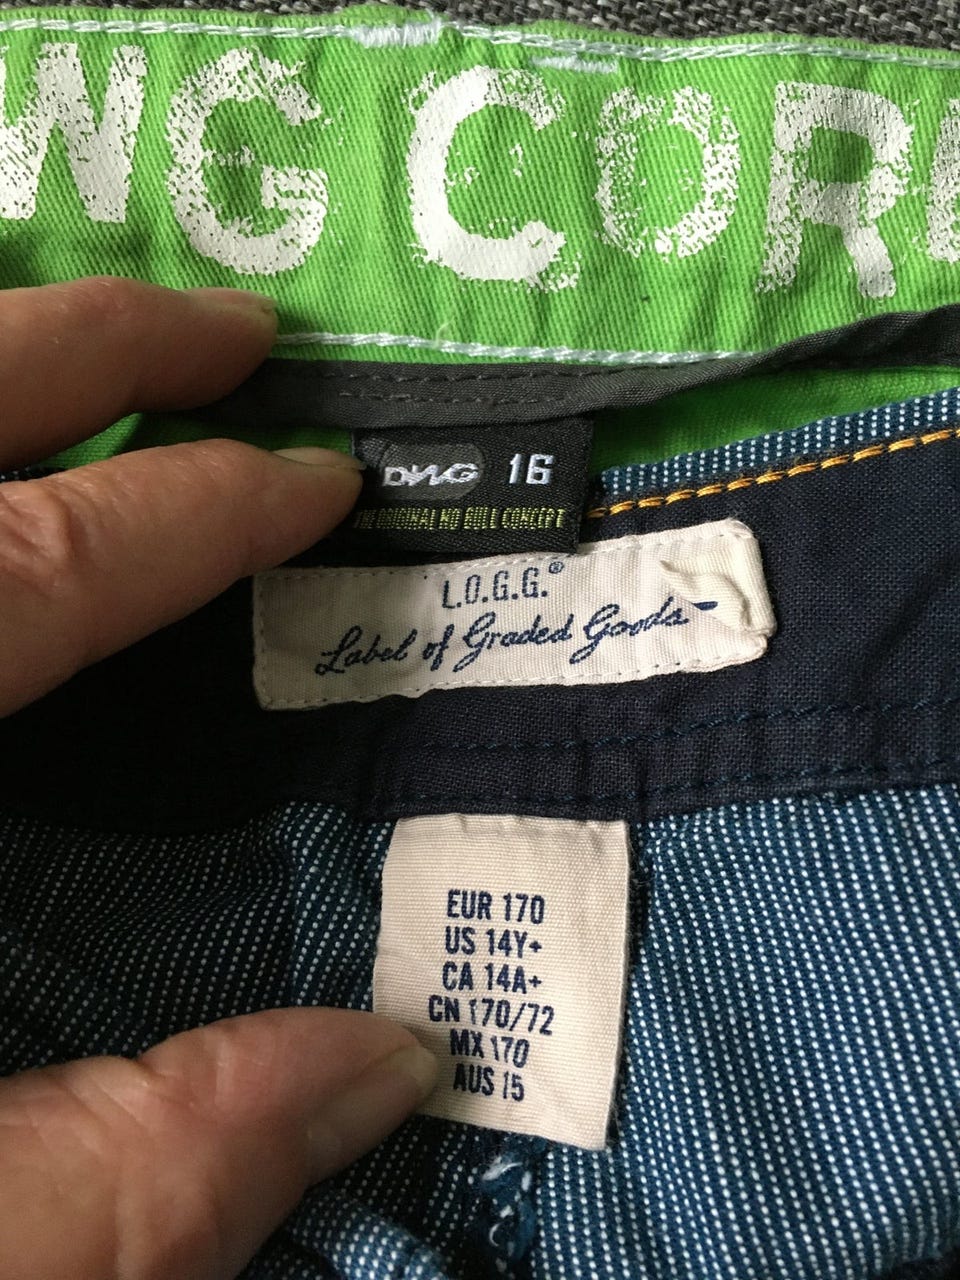 WG CORE
DWG 16
THE ORIGINAL NO BULL CONCEPT
L.O.G.G.®
Label of Graded Goods
EUR 170
US 14Y+
CA 14A+
CN 170/72
MX 170
AUS 15